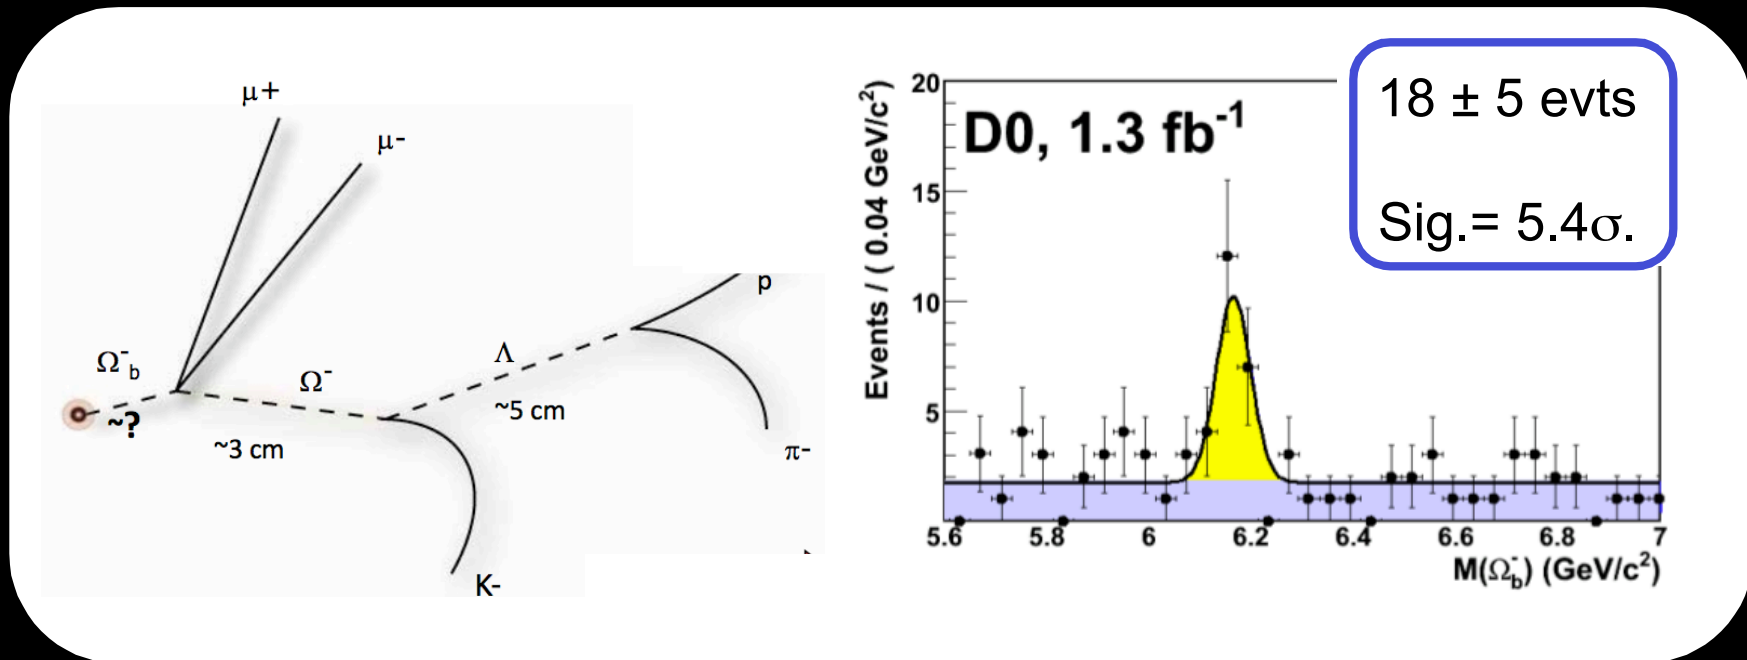 μ+
μ-
p
Ω⁻b
Ω⁻
Λ
~?
~3 cm
~5 cm
π-
K-
D0, 1.3 fb⁻¹
18 ± 5 evts
Sig.= 5.4σ.
Events / ( 0.04 GeV/c²)
20
15
10
5
5.6 5.8 6 6.2 6.4 6.6 6.8 7
M(Ω⁻b) (GeV/c²)